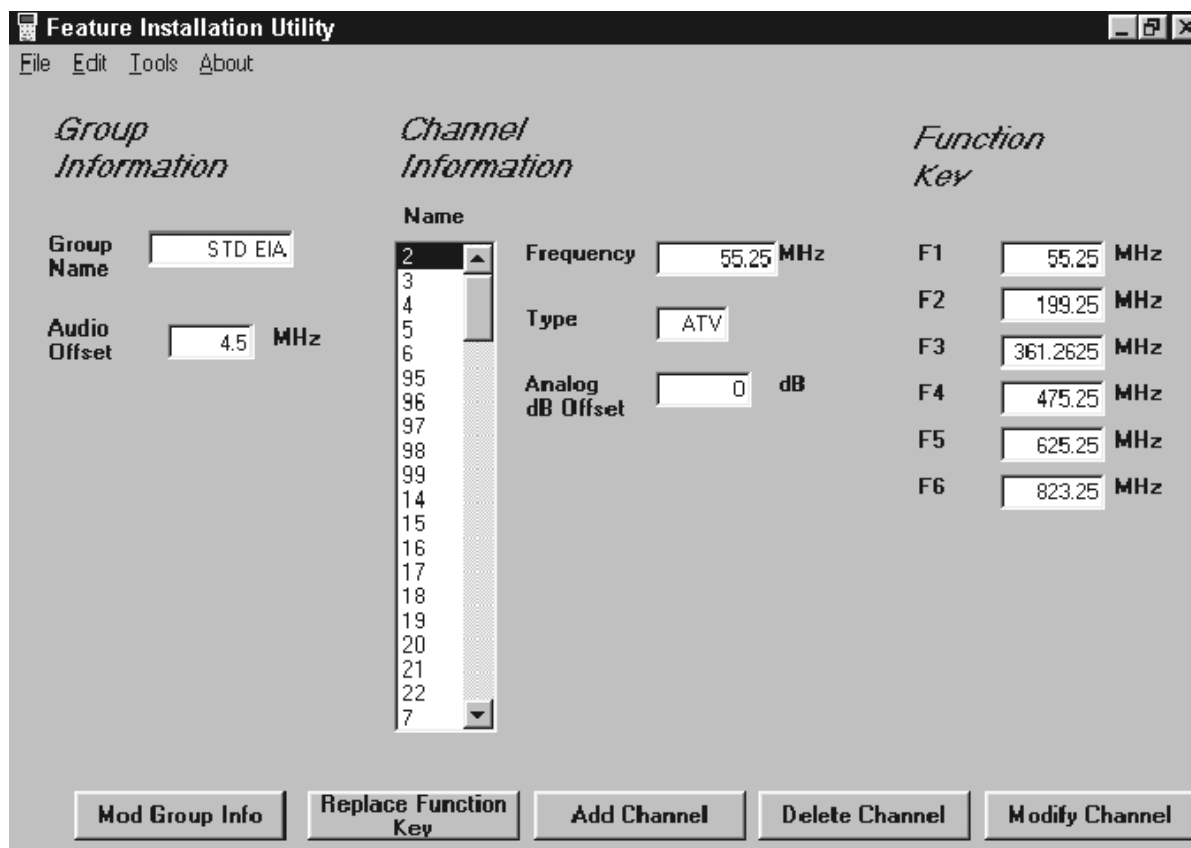 Feature Installation Utility
File Edit Tools About
Group
Information
Group
Name
STD EIA.
Audio
Offset
4.5 MHz
Channel
Information
Name
2
3
4
5
6
95
96
97
98
99
14
15
16
17
18
19
20
21
22
7
Frequency 55.25 MHz
Type ATV
Analog
dB Offset
0 dB
Function
Key
F1 55.25 MHz
F2 199.25 MHz
F3 361.2625 MHz
F4 475.25 MHz
F5 625.25 MHz
F6 823.25 MHz
Mod Group Info
Replace Function
Key
Add Channel
Delete Channel
Modify Channel